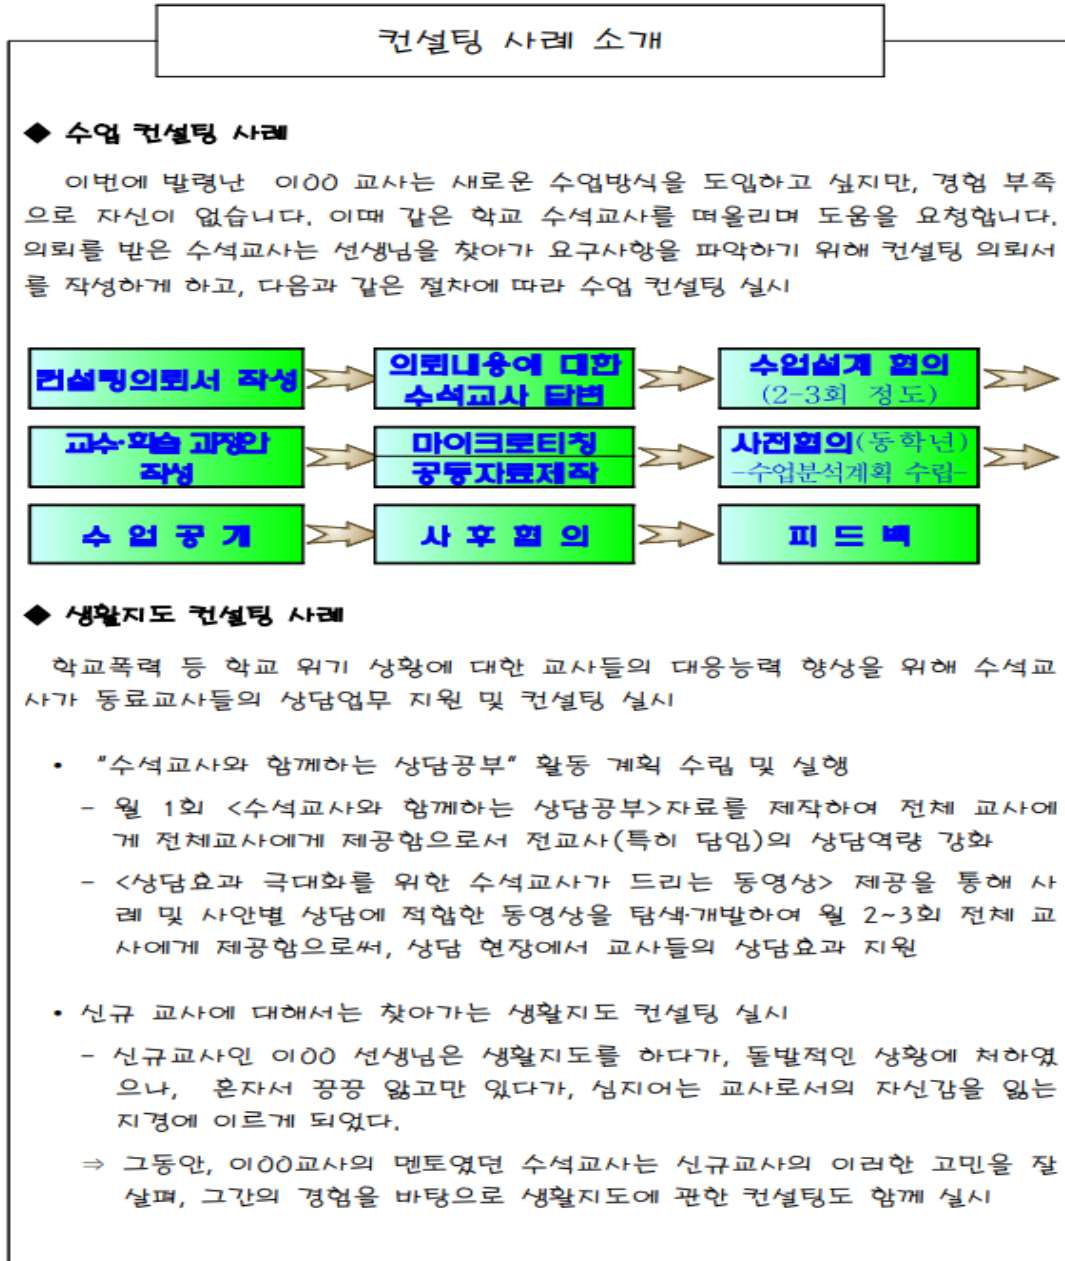 컨설팅 사례 소개
◆ 수업 컨설팅 사례
이번에 발령난 이OO 교사는 새로운 수업방식을 도입하고 싶지만, 경험 부족
으로 자신이 없습니다. 이때 같은 학교 수석교사를 떠올리며 도움을 요청합니다.
의뢰를 받은 수석교사는 선생님을 찾아가 요구사항을 파악하기 위해 컨설팅 의뢰서
를 작성하게 하고, 다음과 같은 절차에 따라 수업 컨설팅 실시
컨설팅의뢰서 작성
의뢰내용에 대한
수석교사 답변
수업설계 협의
(2-3회 정도)
교수·학습 과정안
작성
마이크로티칭
공동자료제작
사전협의(동학년)
-수업분석계획 수립-
수 업 공 개
사 후 협 의
피 드 백
◆ 생활지도 컨설팅 사례
학교폭력 등 학교 위기 상황에 대한 교사들의 대응능력 향상을 위해 수석교
사가 동료교사들의 상담업무 지원 및 컨설팅 실시
• "수석교사와 함께하는 상담공부" 활동 계획 수립 및 실행
- 월 1회 <수석교사와 함께하는 상담공부>자료를 제작하여 전체 교사에
게 전체교사에게 제공함으로서 전교사(특히 담임)의 상담역량 강화
- <상담효과 극대화를 위한 수석교사가 드리는 동영상> 제공을 통해 사
례 및 사안별 상담에 적합한 동영상을 탐색·개발하여 월 2~3회 전체 교
사에게 제공함으로써, 상담 현장에서 교사들의 상담효과 지원
• 신규 교사에 대해서는 찾아가는 생활지도 컨설팅 실시
- 신규교사인 이OO 선생님은 생활지도를 하다가, 돌발적인 상황에 처하였
으나, 혼자서 끙끙 앓고만 있다가, 심지어는 교사로서의 자신감을 잃는
지경에 이르게 되었다.
⇒ 그동안, 이OO교사의 멘토였던 수석교사는 신규교사의 이러한 고민을 잘
살펴, 그간의 경험을 바탕으로 생활지도에 관한 컨설팅도 함께 실시